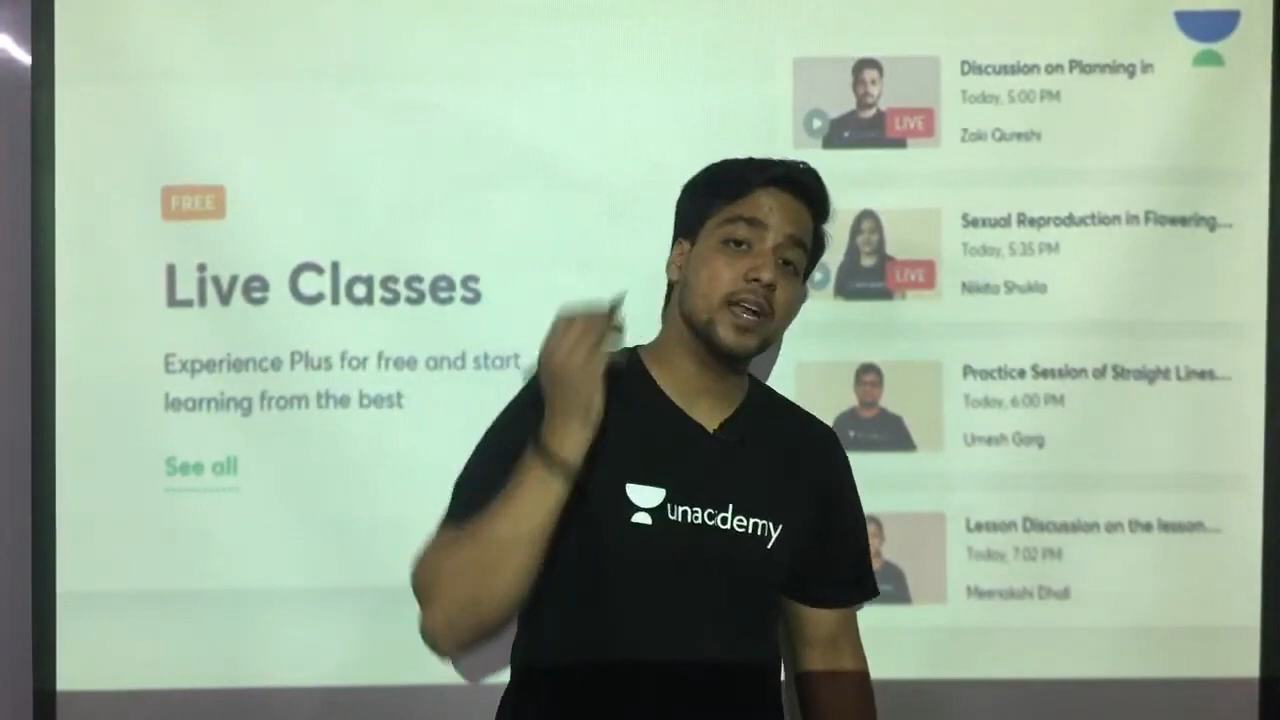 FREE
Live Classes
Experience Plus for free and start
learning from the best
See all
Discussion on Planning in
Today, 5:00 PM
Zaki Qureshi
LIVE
Sexual Reproduction in Flowering...
Today, 5:35 PM
Nikita Shukla
LIVE
Practice Session of Straight Lines...
Today, 6:00 PM
Umesh Garg
Lesson Discussion on the lesson...
Today, 7:02 PM
Meenakshi Dhall
unacademy